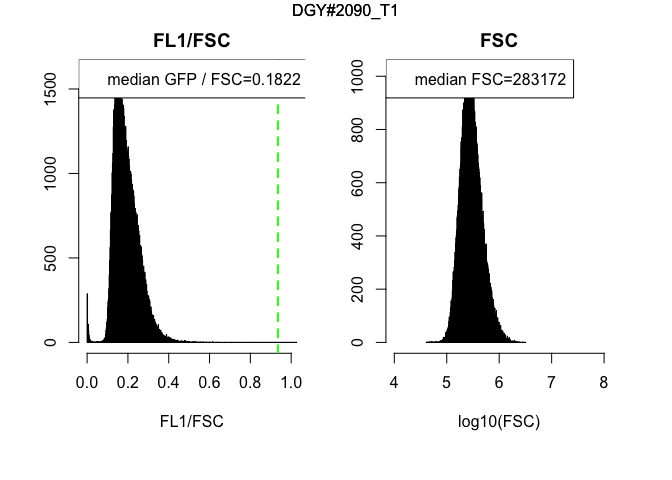 DGY#2090_T1
FL1/FSC
median GFP / FSC=0.1822
1500
1000
500
0
0.0 0.2 0.4 0.6 0.8 1.0
FL1/FSC
FSC
median FSC=283172
1000
800
600
400
200
0
4 5 6 7 8
log10(FSC)